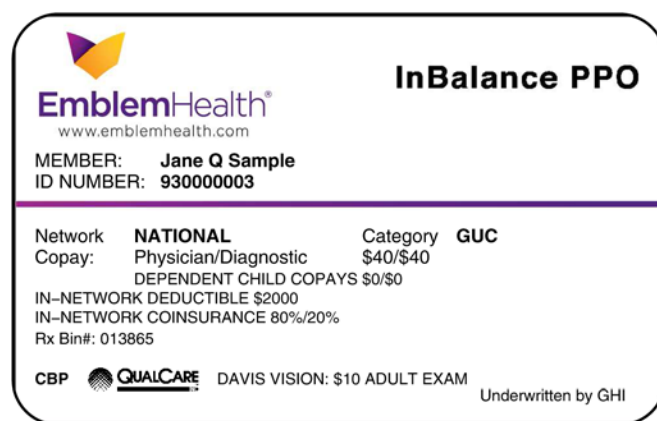 InBalance PPO
EmblemHealth®
www.emblemhealth.com
MEMBER: Jane Q Sample
ID NUMBER: 930000003
Network NATIONAL Category GUC
Copay: Physician/Diagnostic $40/$40
DEPENDENT CHILD COPAYS $0/$0
IN-NETWORK DEDUCTIBLE $2000
IN-NETWORK COINSURANCE 80%/20%
Rx Bin#: 013865
CBP QUALCARE DAVIS VISION: $10 ADULT EXAM
Underwritten by GHI